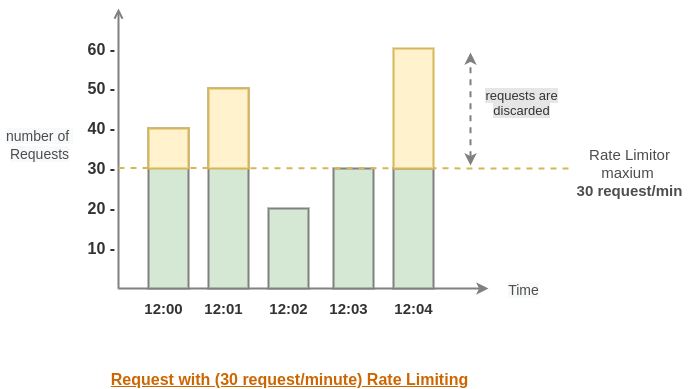 60 -
50 -
40 -
number of
Requests
30 -
20 -
10 -
requests are
discarded
Rate Limitor
maxium
30 request/min
12:00 12:01 12:02 12:03 12:04
Time
Request with (30 request/minute) Rate Limiting